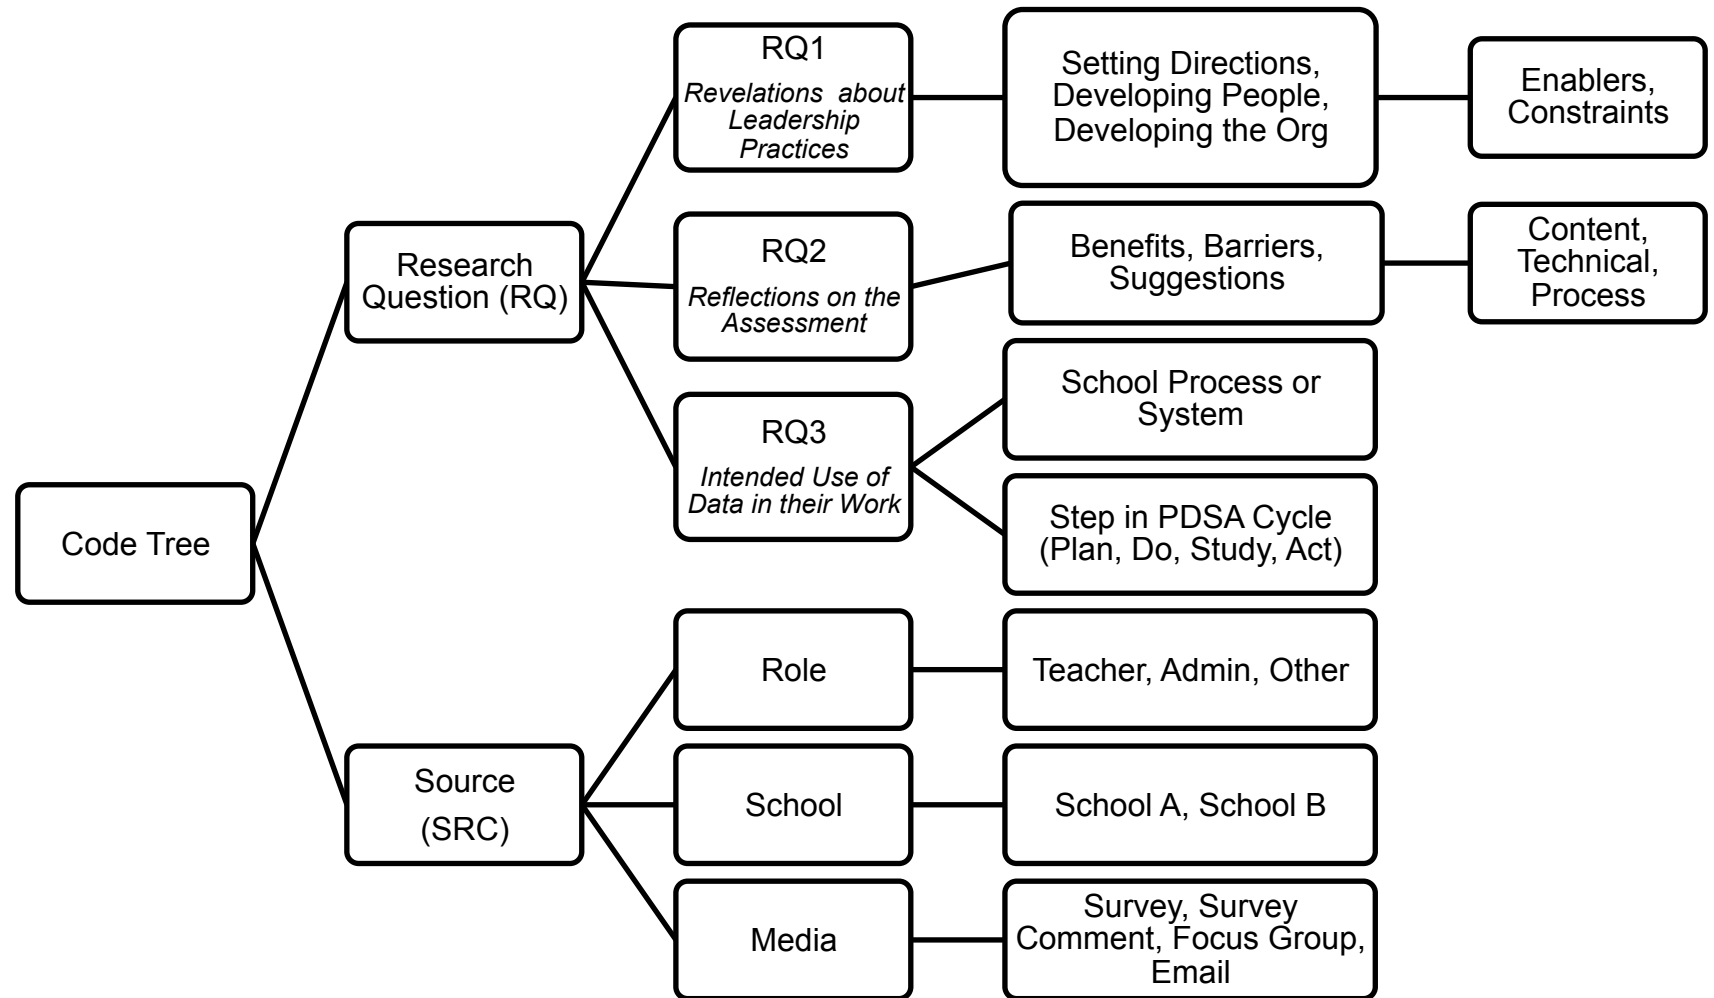 Code Tree
Research
Question (RQ)
RQ1
Revelations about
Leadership
Practices
Setting Directions,
Developing People,
Developing the Org
Enablers,
Constraints
RQ2
Reflections on the
Assessment
Benefits, Barriers,
Suggestions
Content,
Technical,
Process
RQ3
Intended Use of
Data in their Work
School Process or
System
Step in PDSA Cycle
(Plan, Do, Study, Act)
Source
(SRC)
Role
Teacher, Admin, Other
School
School A, School B
Media
Survey, Survey
Comment, Focus Group,
Email